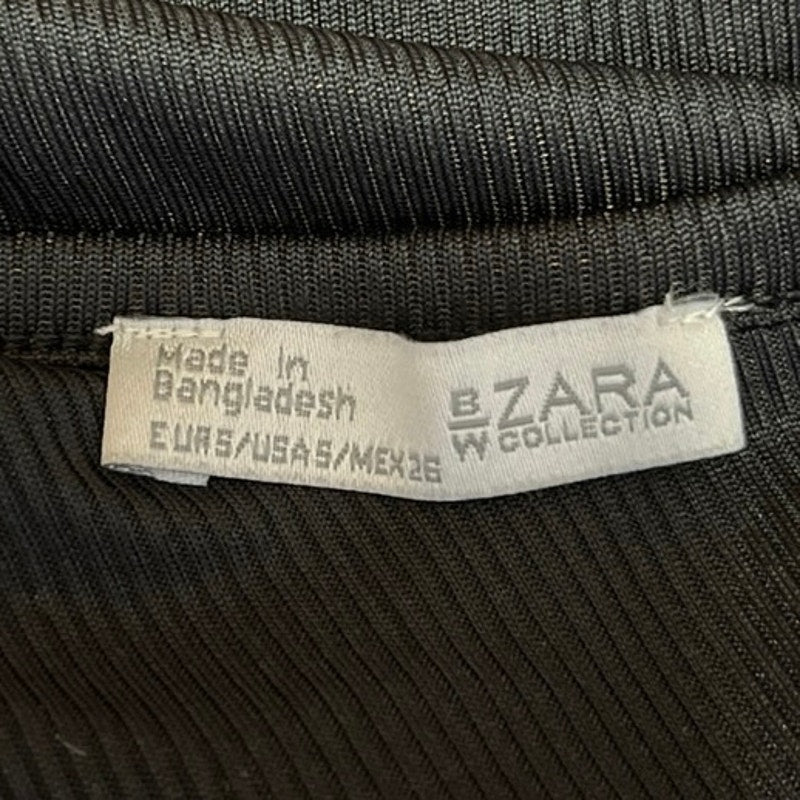 Made In
Bangladesh
EUR S/USA S/MEX 26
B/W ZARA
COLLECTION